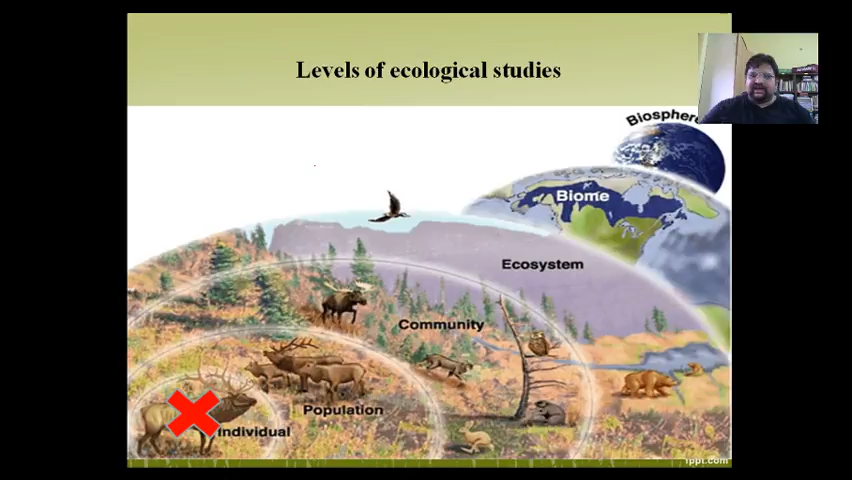 Levels of ecological studies
Biosphere
Biome
Ecosystem
Community
Population
Individual
fppt.com